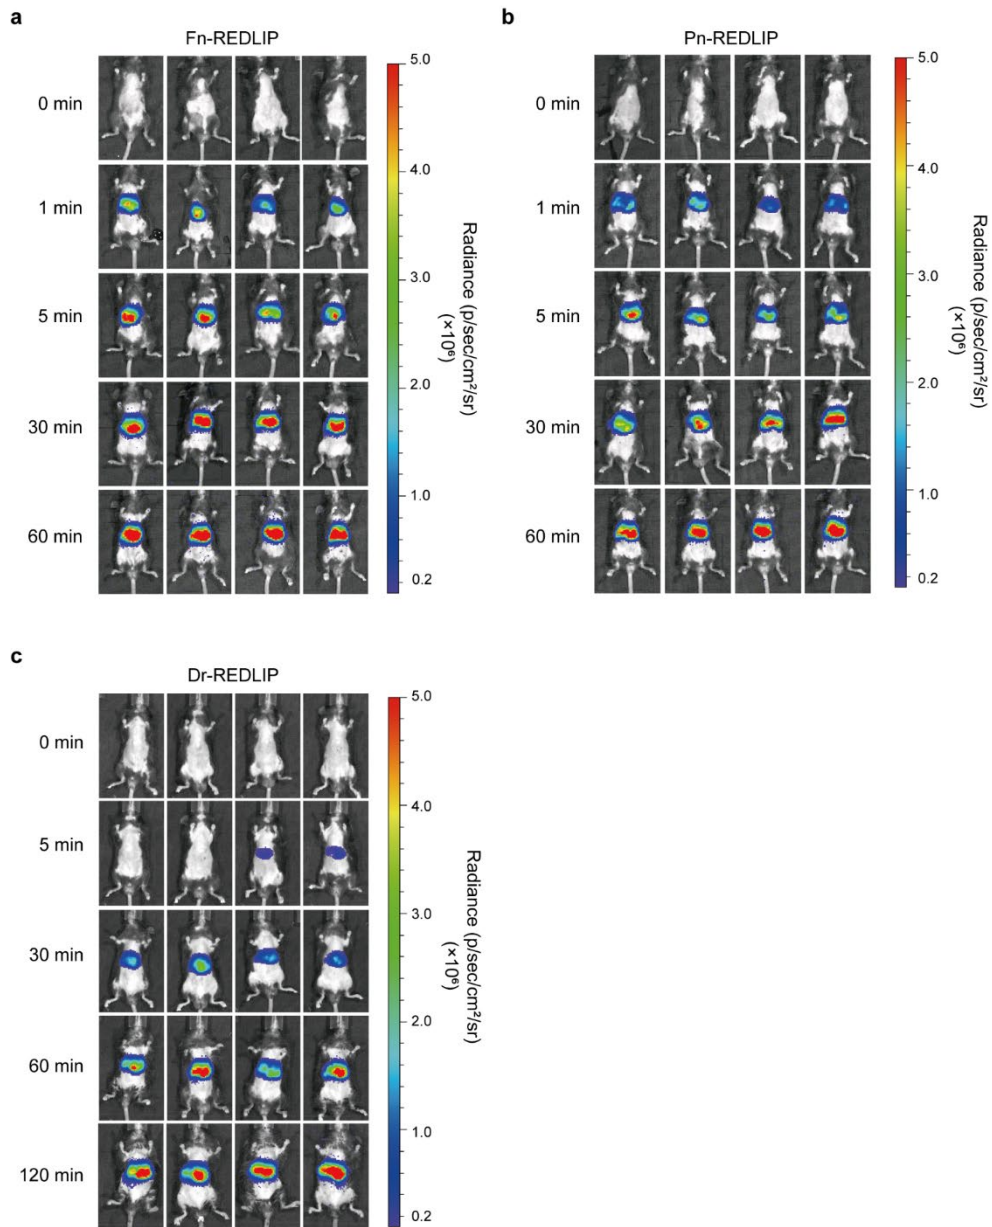 a
Fn-REDLIP
0 min
1 min
5 min
30 min
60 min
5.0
4.0
3.0
2.0
1.0
0.2
Radiance (p/sec/cm²/sr)
(×10⁶)
b
Pn-REDLIP
0 min
1 min
5 min
30 min
60 min
5.0
4.0
3.0
2.0
1.0
0.2
Radiance (p/sec/cm²/sr)
(×10⁶)
c
Dr-REDLIP
0 min
5 min
30 min
60 min
120 min
5.0
4.0
3.0
2.0
1.0
0.2
Radiance (p/sec/cm²/sr)
(×10⁶)